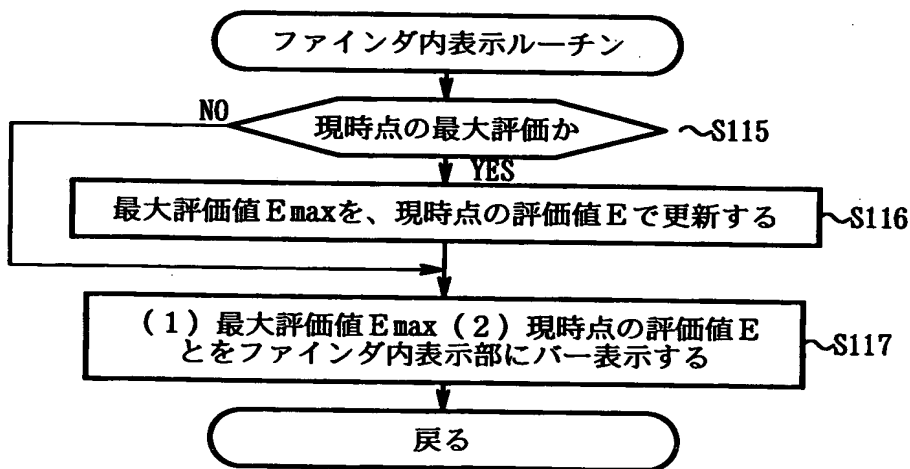 ファインダ内表示ルーチン
NO
現時点の最大評価か
～S115
YES
最大評価値Emaxを、現時点の評価値Eで更新する
～S116
(1)最大評価値Emax(2)現時点の評価値E
とをファインダ内表示部にバー表示する
～S117
戻る